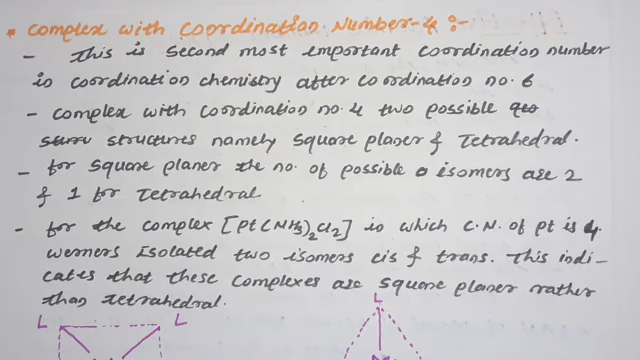 * Complex with Coordination Number-4 :-
- This is second most important coordination number
in coordination chemistry after coordination no. 6
- Complex with coordination no. 4 two possible
structures namely square planer & Tetrahedral.
- for square planer the no. of possible isomers are 2
& 1 for Tetrahedral
- for the complex [Pt(NH3)2Cl2] in which C.N. of Pt is 4
werners Isolated two isomers cis & trans. This indi-
cates that these complexes are square planer rather
than tetrahedral.
L L
L